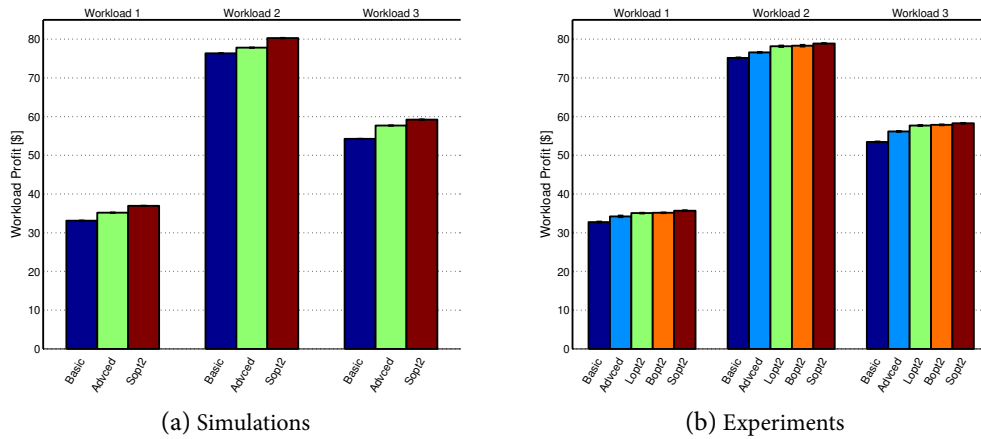 Workload 1 Workload 2 Workload 3
80
70
60
50
40
30
20
10
0
Workload Profit [$]
Basic Advced Sopt2 Basic Advced Sopt2 Basic Advced Sopt2
(a) Simulations
Workload 1 Workload 2 Workload 3
80
70
60
50
40
30
20
10
0
Workload Profit [$]
Basic Advced Lopt2 Bopt2 Sopt2 Basic Advced Lopt2 Bopt2 Sopt2 Basic Advced Lopt2 Bopt2 Sopt2
(b) Experiments